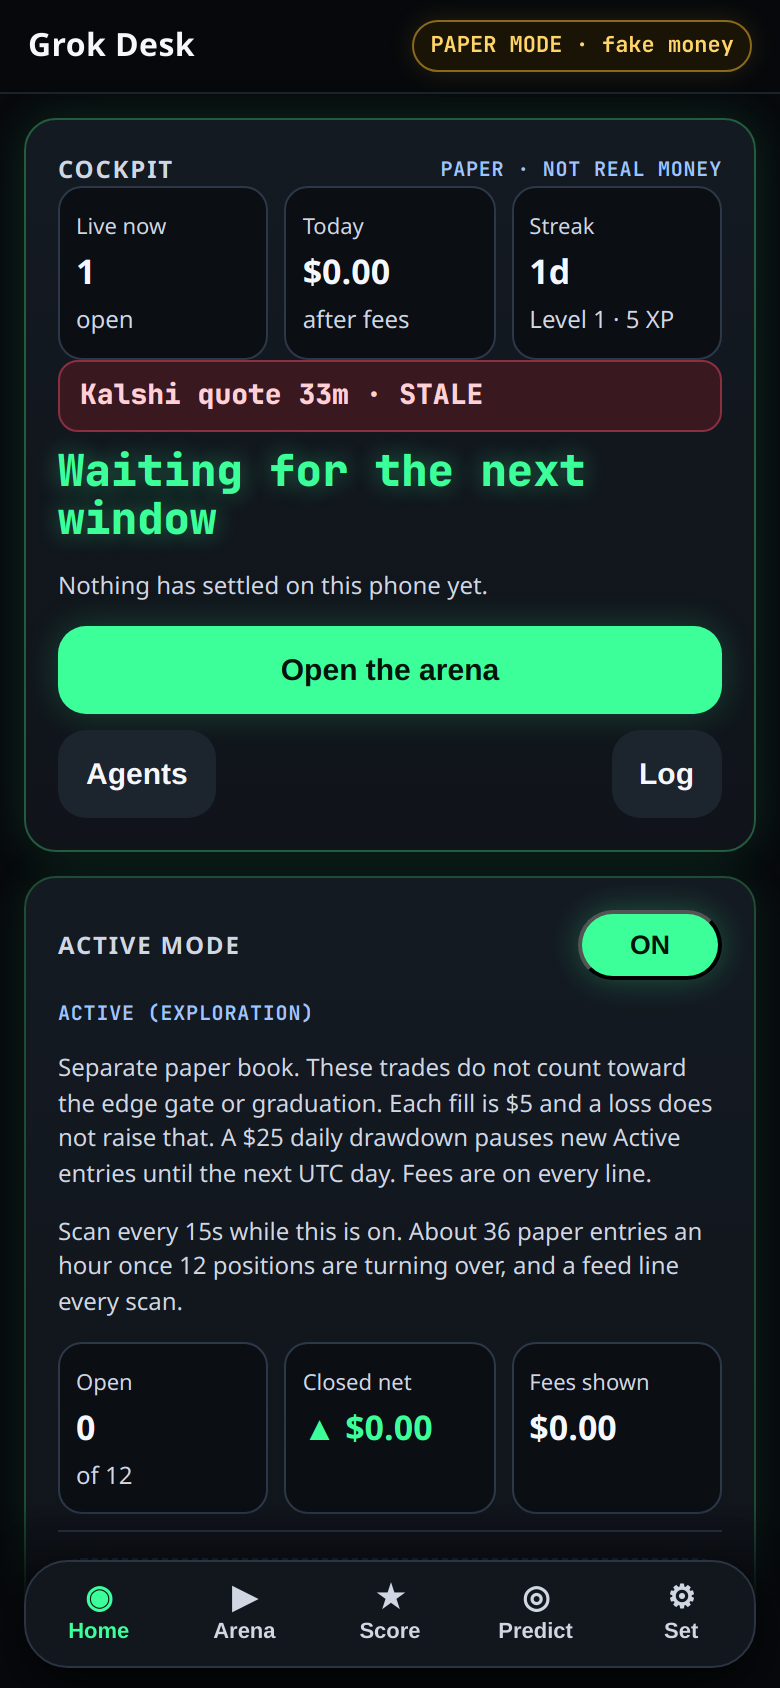 Grok Desk
PAPER MODE · fake money
COCKPIT
PAPER · NOT REAL MONEY
Live now
1
open
Today
$0.00
after fees
Streak
1d
Level 1 · 5 XP
Kalshi quote 33m · STALE
Waiting for the next
window
Nothing has settled on this phone yet.
Open the arena
Agents
Log
ACTIVE MODE
ON
ACTIVE (EXPLORATION)
Separate paper book. These trades do not count toward
the edge gate or graduation. Each fill is $5 and a loss does
not raise that. A $25 daily drawdown pauses new Active
entries until the next UTC day. Fees are on every line.
Scan every 15s while this is on. About 36 paper entries an
hour once 12 positions are turning over, and a feed line
every scan.
Open
0
of 12
Closed net
▲ $0.00
Fees shown
$0.00
Home
Arena
Score
Predict
Set